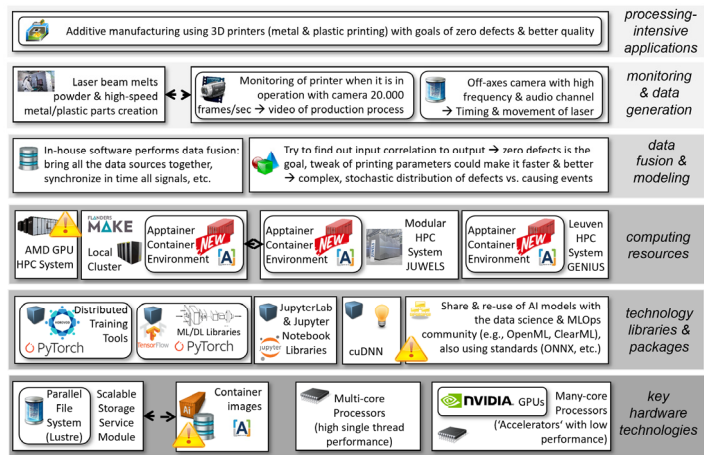 Additive manufacturing using 3D printers (metal & plastic printing) with goals of zero defects & better quality
processing-
intensive
applications
Laser beam melts
powder & high-speed
metal/plastic parts creation
Monitoring of printer when it is in
operation with camera 20.000
frames/sec → video of production process
Off-axes camera with high
frequency & audio channel
→ Timing & movement of laser
monitoring
& data
generation
In-house software performs data fusion:
bring all the data sources together,
synchronize in time all signals, etc.
Try to find out input correlation to output → zero defects is the
goal, tweak of printing parameters could make it faster & better
→ complex, stochastic distribution of defects vs. causing events
data
fusion &
modeling
AMD GPU
HPC System
FLANDERS
MAKE
Local
Cluster
Apptainer
Container
Environment
NEW
[A]
Apptainer
Container
Environment
NEW
[A]
Modular
HPC
System
JUWELS
Apptainer
Container
Environment
NEW
[A]
Leuven
HPC
System
GENIUS
computing
resources
Distributed
Training
Tools
HOROVOD
PyTorch
ML/DL Libraries
TensorFlow
PyTorch
JupyterLab
& Jupyter
Notebook
Libraries
jupyter
cuDNN
Share & re-use of AI models with
the data science & MLOps
community (e.g., OpenML, ClearML),
also using standards (ONNX, etc.)
technology
libraries &
packages
Parallel
File
System
(Lustre)
Scalable
Storage
Service
Module
Ai
Container
images
[A]
Multi-core
Processors
(high single thread
performance)
NVIDIA. GPUs
Many-core
Processors
('Accelerators' with low
performance)
key
hardware
technologies